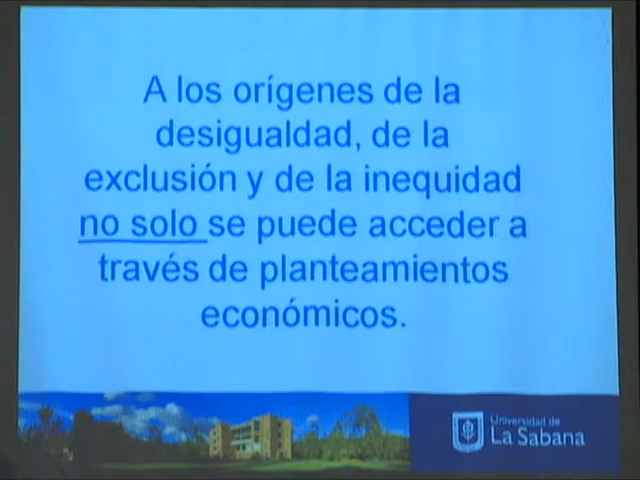 A los orígenes de la
desigualdad, de la
exclusión y de la inequidad
no solo se puede acceder a
través de planteamientos
económicos.
Universidad de
La Sabana